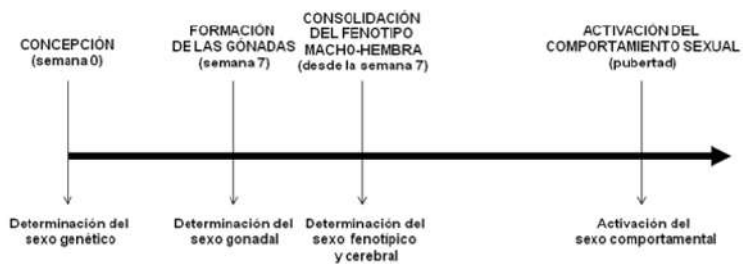 CONCEPCIÓN
(semana 0)
FORMACIÓN
DE LAS GÓNADAS
(semana 7)
CONSOLIDACIÓN
DEL FENOTIPO
MACHO-HEMBRA
(desde la semana 7)
ACTIVACIÓN DEL
COMPORTAMIENTO SEXUAL
(pubertad)
Determinación del
sexo genético
Determinación del
sexo gonadal
Determinación del
sexo fenotípico
y cerebral
Activación del
sexo comportamental